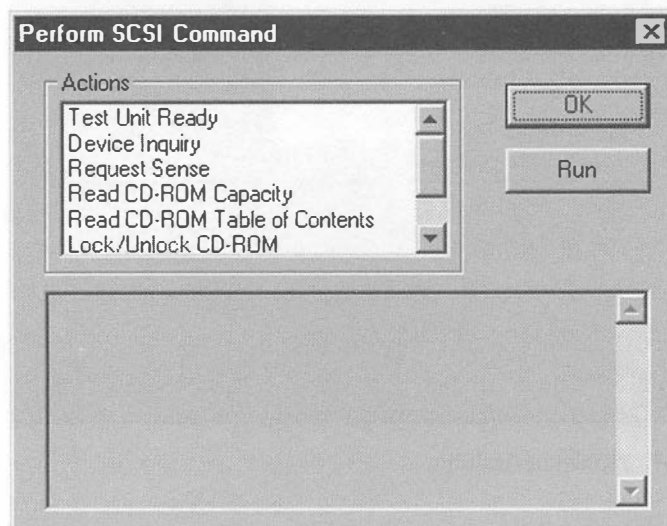 Perform SCSI Command
Actions
Test Unit Ready
Device Inquiry
Request Sense
Read CD-ROM Capacity
Read CD-ROM Table of Contents
Lock/Unlock CD-ROM
OK
Run